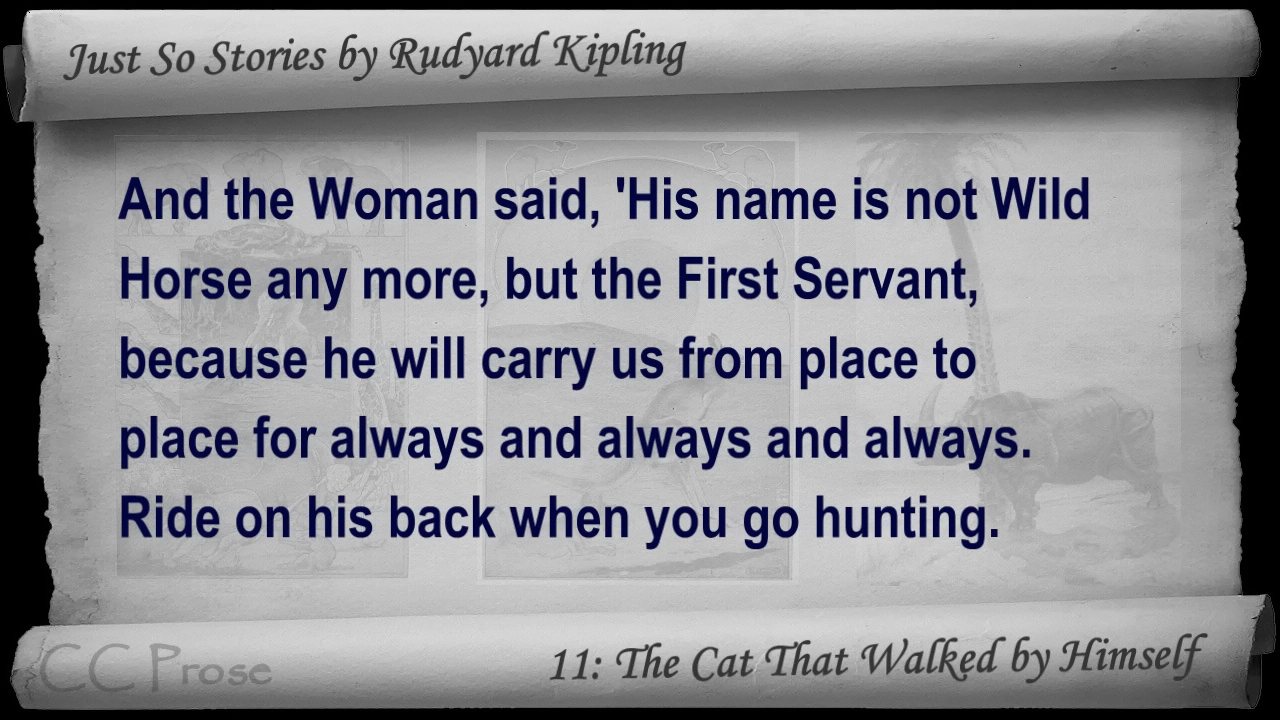 Just So Stories by Rudyard Kipling
And the Woman said, 'His name is not Wild
Horse any more, but the First Servant,
because he will carry us from place to
place for always and always and always.
Ride on his back when you go hunting.
CC Prose
11: The Cat That Walked by Himself